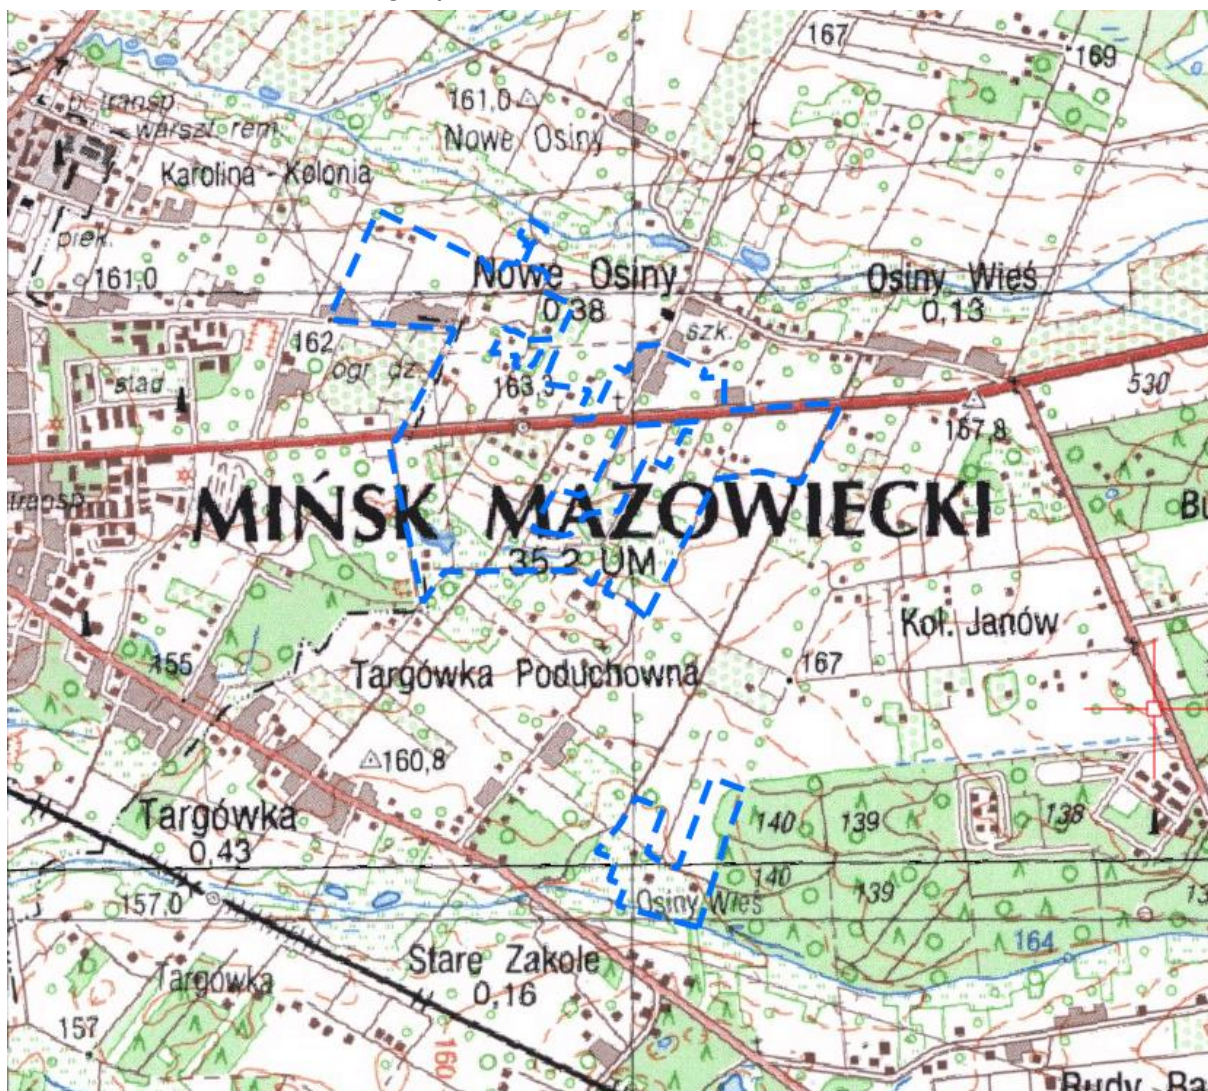 167
169
p. transp.
161,0
warszt. rem.
Nowe Osiny
Karolina - Kolonia
piek.
161,0
Nowe Osiny
0,38
Osiny Wieś
0,13
162
szk.
ogr. dz.
stad.
163,3
530
167,8
transp.
MIŃSK MAZOWIECKI
35,2 UM
Kol. Janów
155
Targówka Poduchowna
167
160,8
Targówka
0,43
140
139
138
140
139
157,0
Osiny Wieś
164
Stare Zakole
0,16
Targówka
157
160